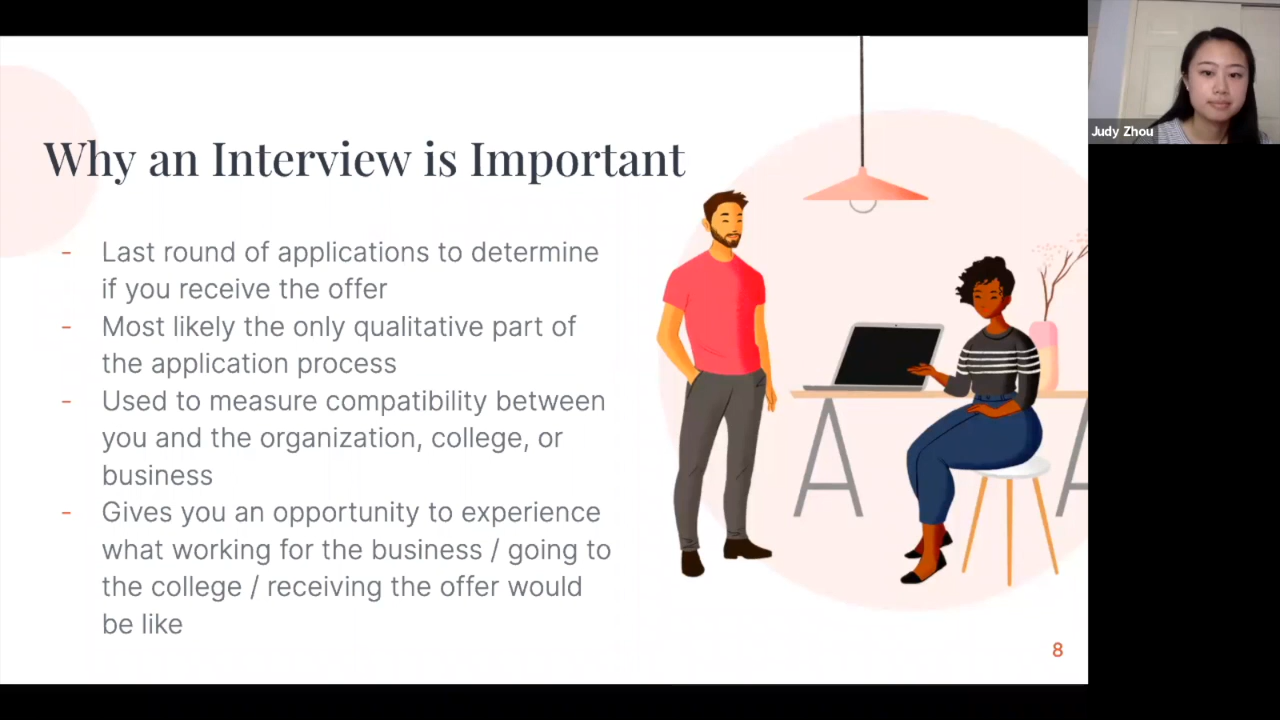 Why an Interview is Important
- Last round of applications to determine
if you receive the offer
- Most likely the only qualitative part of
the application process
- Used to measure compatibility between
you and the organization, college, or
business
- Gives you an opportunity to experience
what working for the business / going to
the college / receiving the offer would
be like
8
Judy Zhou